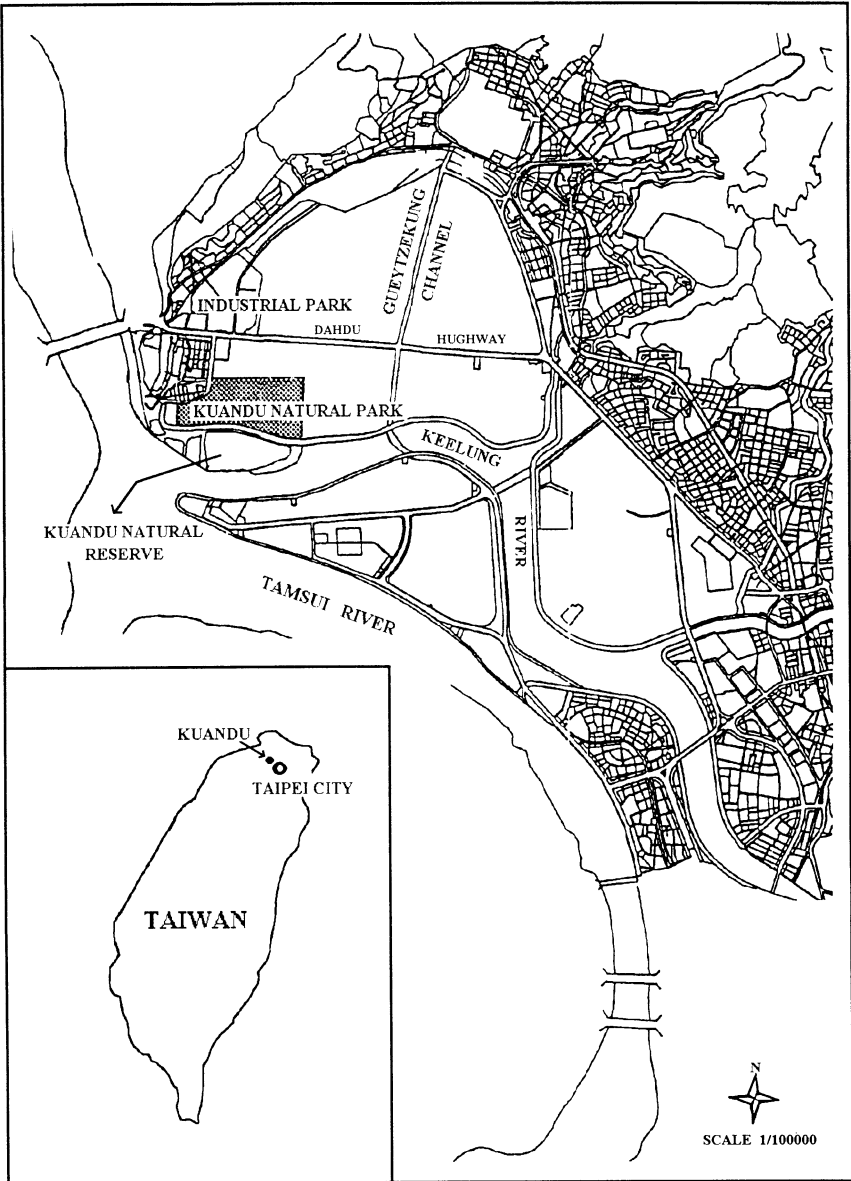 GUEYTZEKUNG
CHANNEL
INDUSTRIAL PARK
DAHDU
HUGHWAY
KUANDU NATURAL PARK
KEELUNG
RIVER
KUANDU NATURAL
RESERVE
TAMSUI RIVER
KUANDU
TAIPEI CITY
TAIWAN
N
SCALE 1/100000